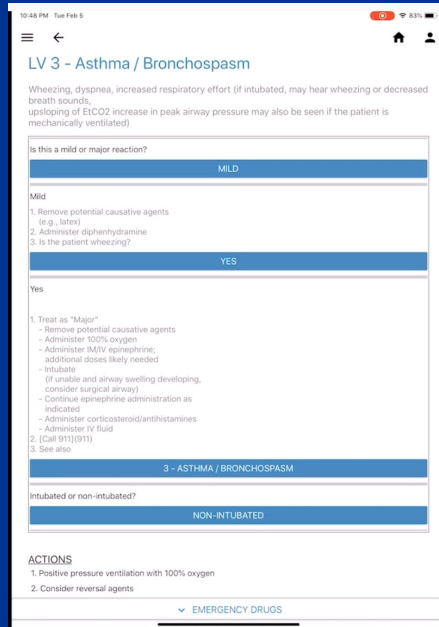 10:48 PM Tue Feb 5
83%
LV 3 - Asthma / Bronchospasm
Wheezing, dyspnea, increased respiratory effort (if intubated, may hear wheezing or decreased
breath sounds,
upsloping of EtCO2 increase in peak airway pressure may also be seen if the patient is
mechanically ventilated)
Is this a mild or major reaction?
MILD
Mild
1. Remove potential causative agents
(e.g., latex)
2. Administer diphenhydramine
3. Is the patient wheezing?
YES
Yes
1. Treat as "Major"
- Remove potential causative agents
- Administer 100% oxygen
- Administer IM/IV epinephrine;
additional doses likely needed
- Intubate
(if unable and airway swelling developing,
consider surgical airway)
- Continue epinephrine administration as
indicated
- Administer corticosteroid/antihistamines
- Administer IV fluid
2. [Call 911](911)
3. See also
3 - ASTHMA / BRONCHOSPASM
Intubated or non-intubated?
NON-INTUBATED
ACTIONS
1. Positive pressure ventilation with 100% oxygen
2. Consider reversal agents
EMERGENCY DRUGS